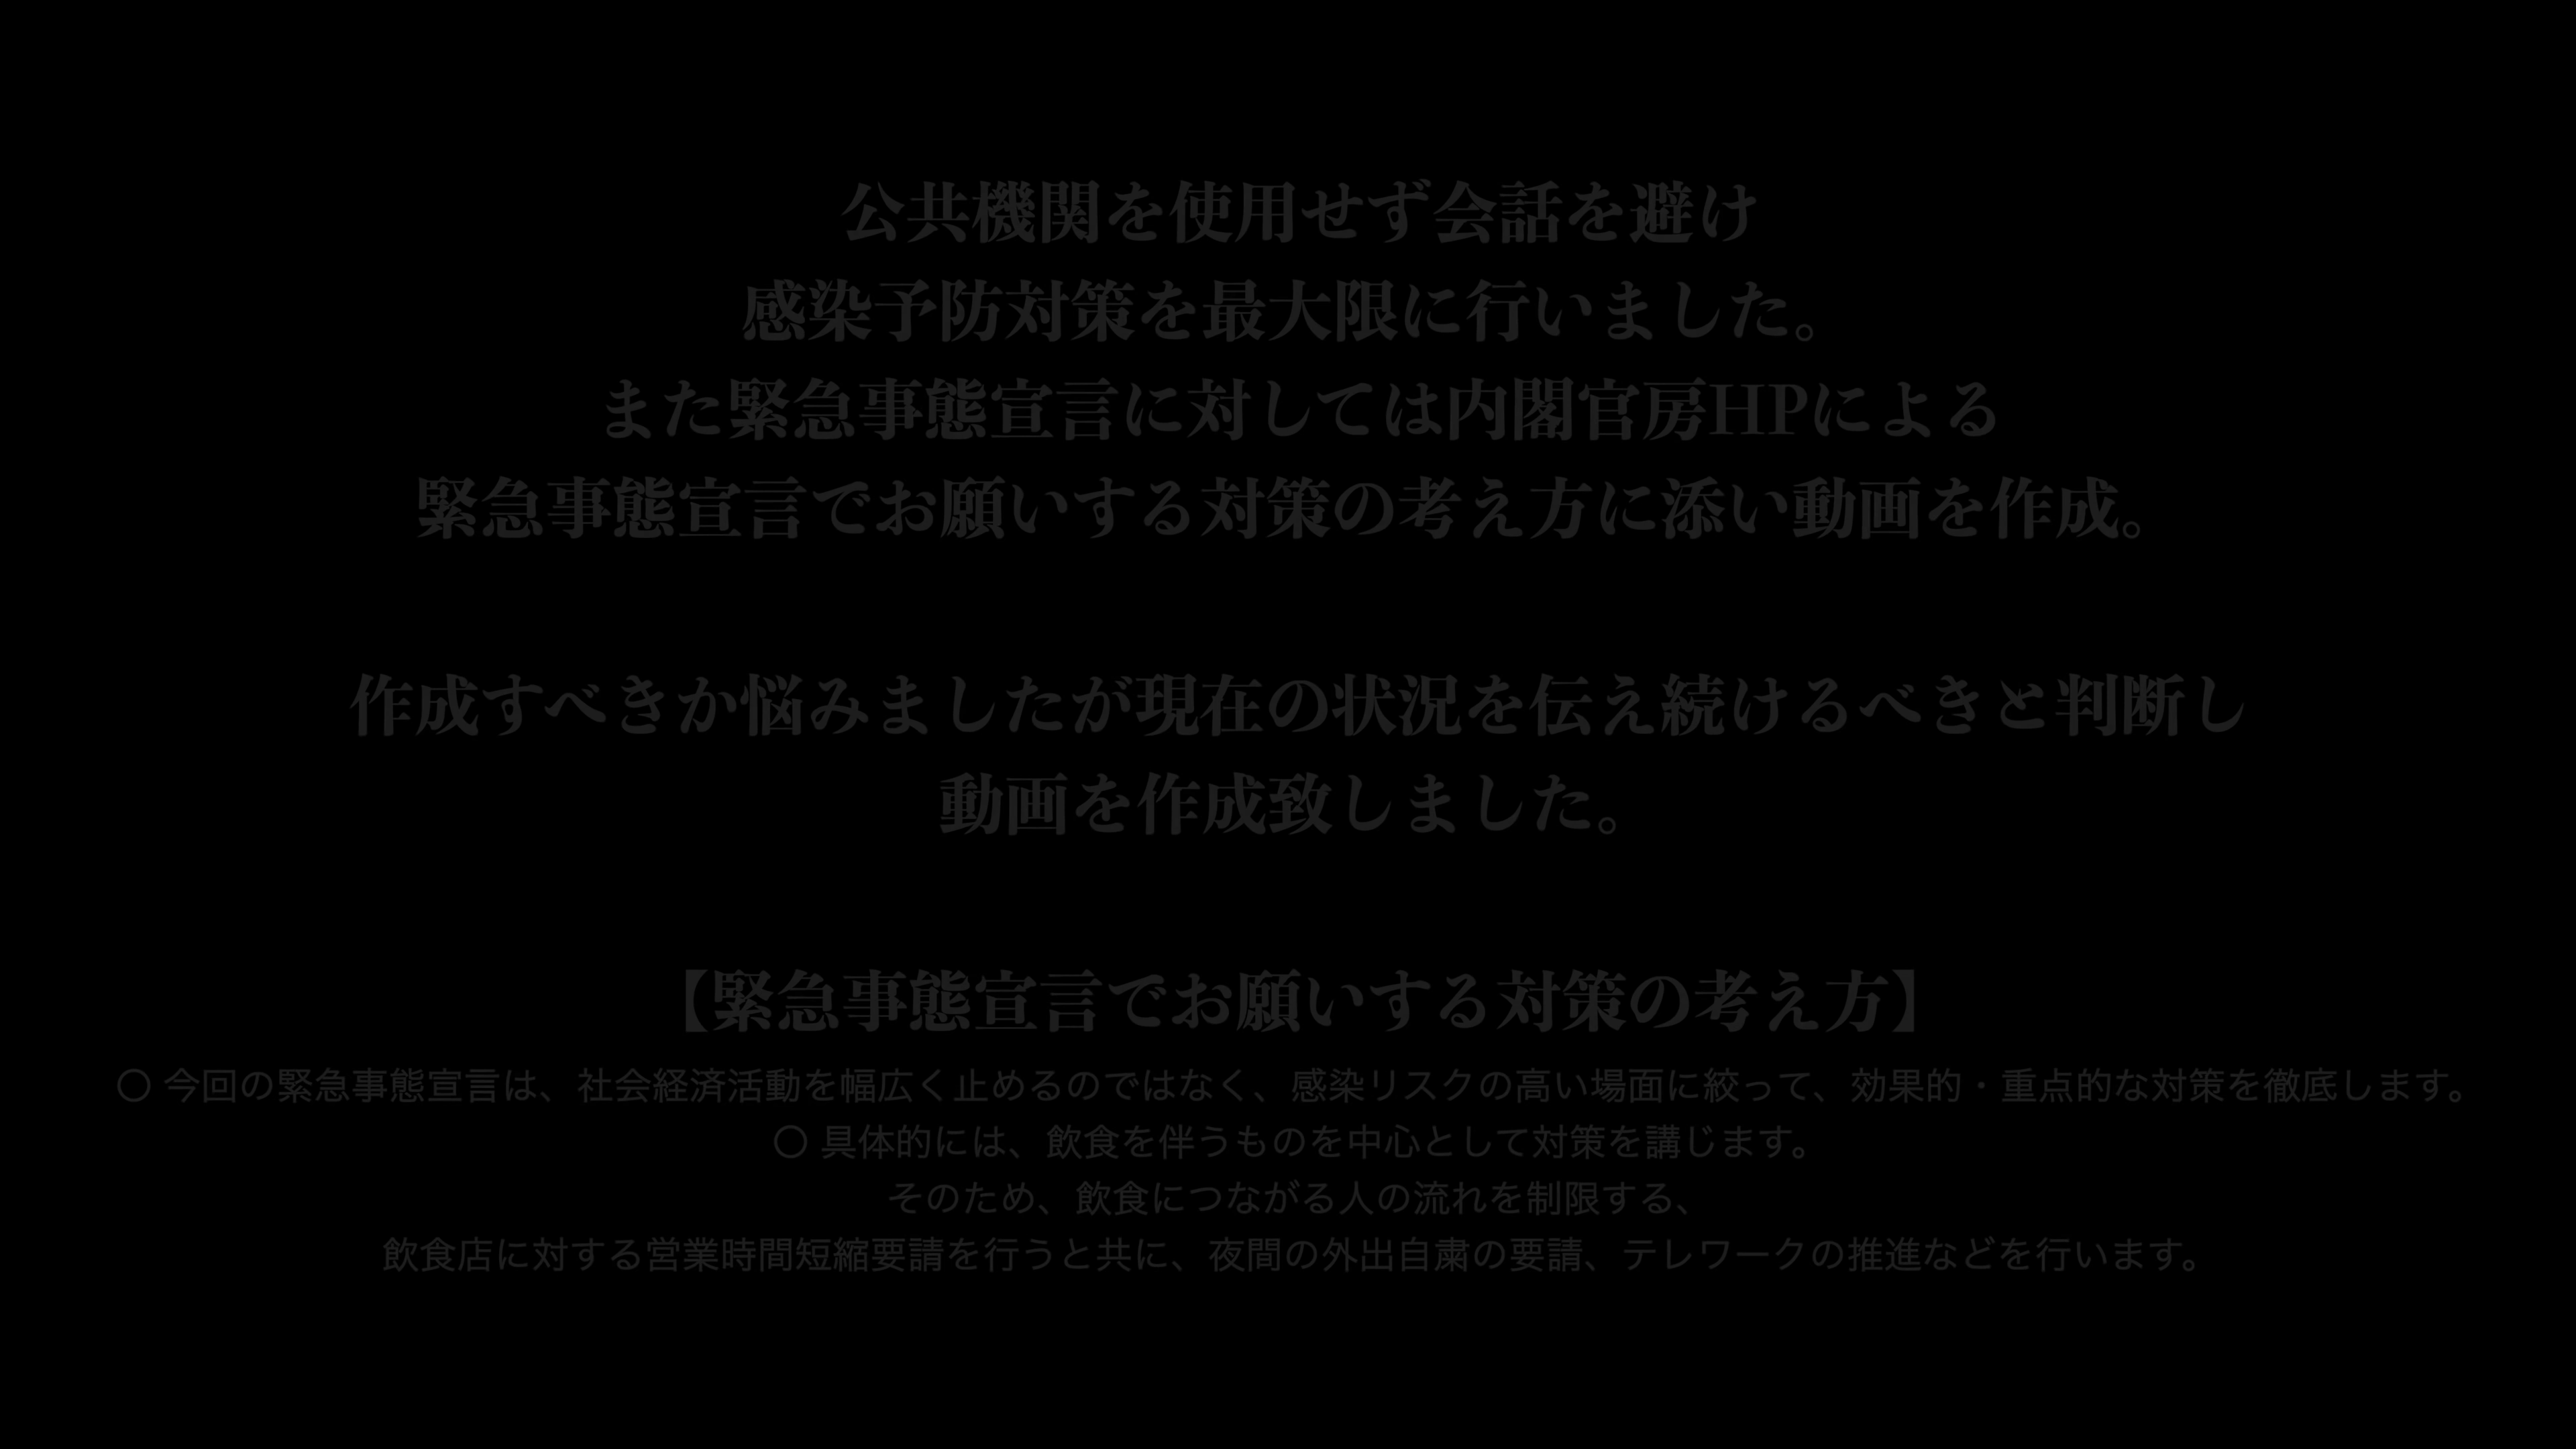 公共機関を使用せず会話を避け
感染予防対策を最大限に行いました。
また緊急事態宣言に対しては内閣官房HPによる
緊急事態宣言でお願いする対策の考え方に添い動画を作成。
作成すべきか悩みましたが現在の状況を伝え続けるべきと判断し
動画を作成致しました。
【緊急事態宣言でお願いする対策の考え方】
〇 今回の緊急事態宣言は、社会経済活動を幅広く止めるのではなく、感染リスクの高い場面に絞って、効果的・重点的な対策を徹底します。
〇 具体的には、飲食を伴うものを中心として対策を講じます。
そのため、飲食につながる人の流れを制限する、
飲食店に対する営業時間短縮要請を行うと共に、夜間の外出自粛の要請、テレワークの推進などを行います。